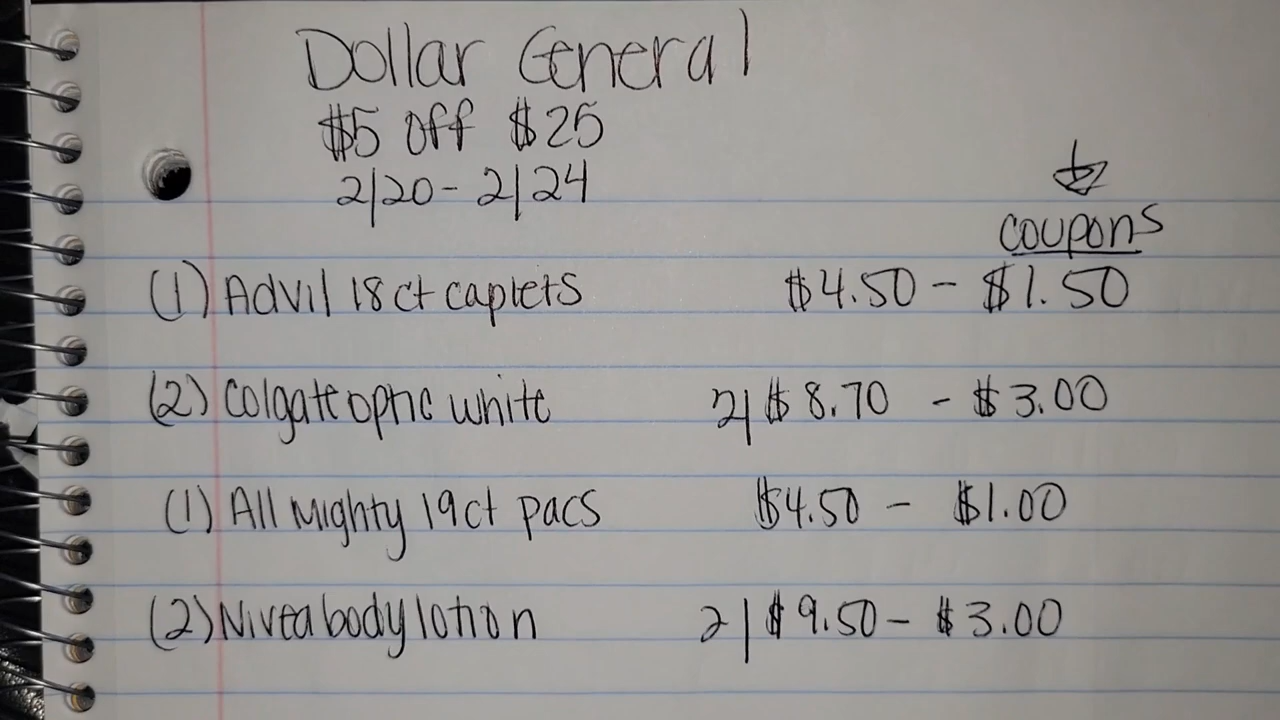 Dollar General
$5 off $25
2/20 - 2/24
coupons
(1) Advil 18ct caplets $4.50 - $1.50
(2) Colgate optic white 2/$8.70 - $3.00
(1) All Mighty 19ct pacs $4.50 - $1.00
(2) Nivea body lotion 2/$9.50 - $3.00